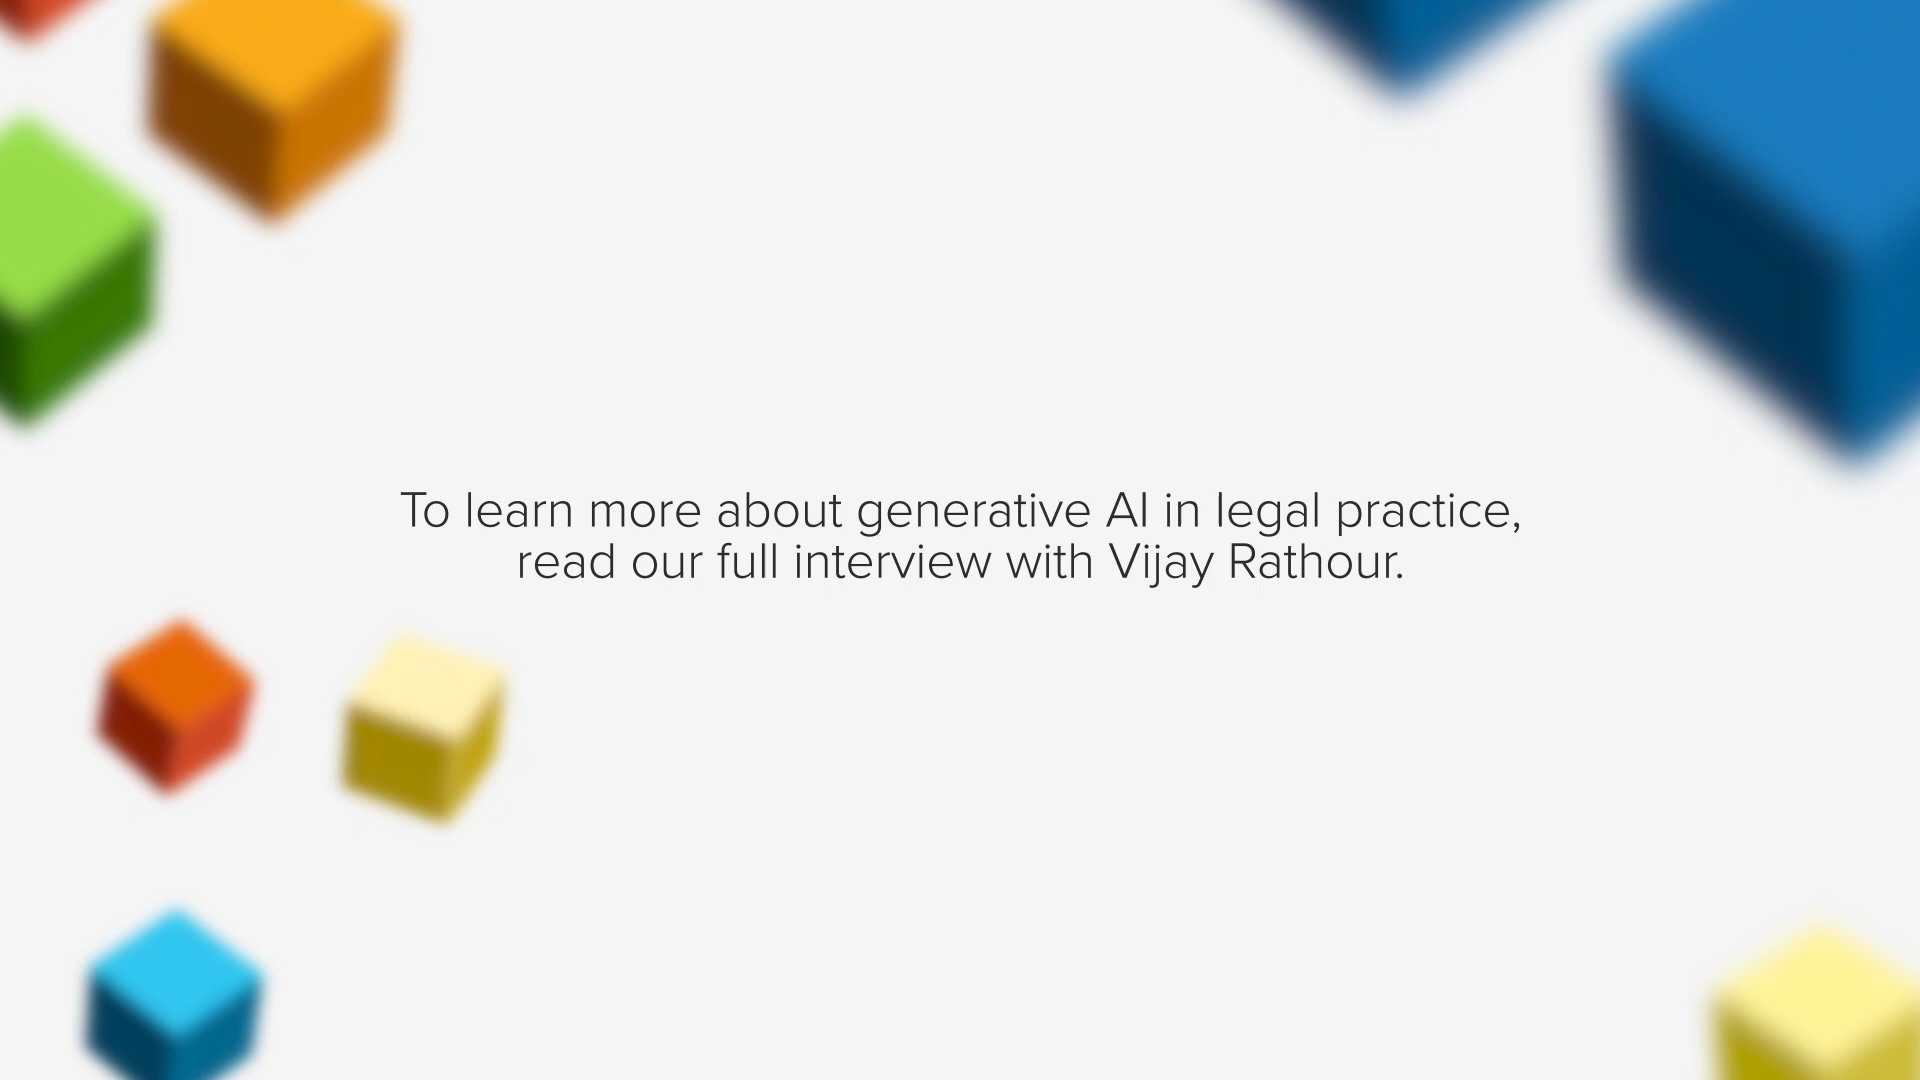 To learn more about generative AI in legal practice,
read our full interview with Vijay Rathour.